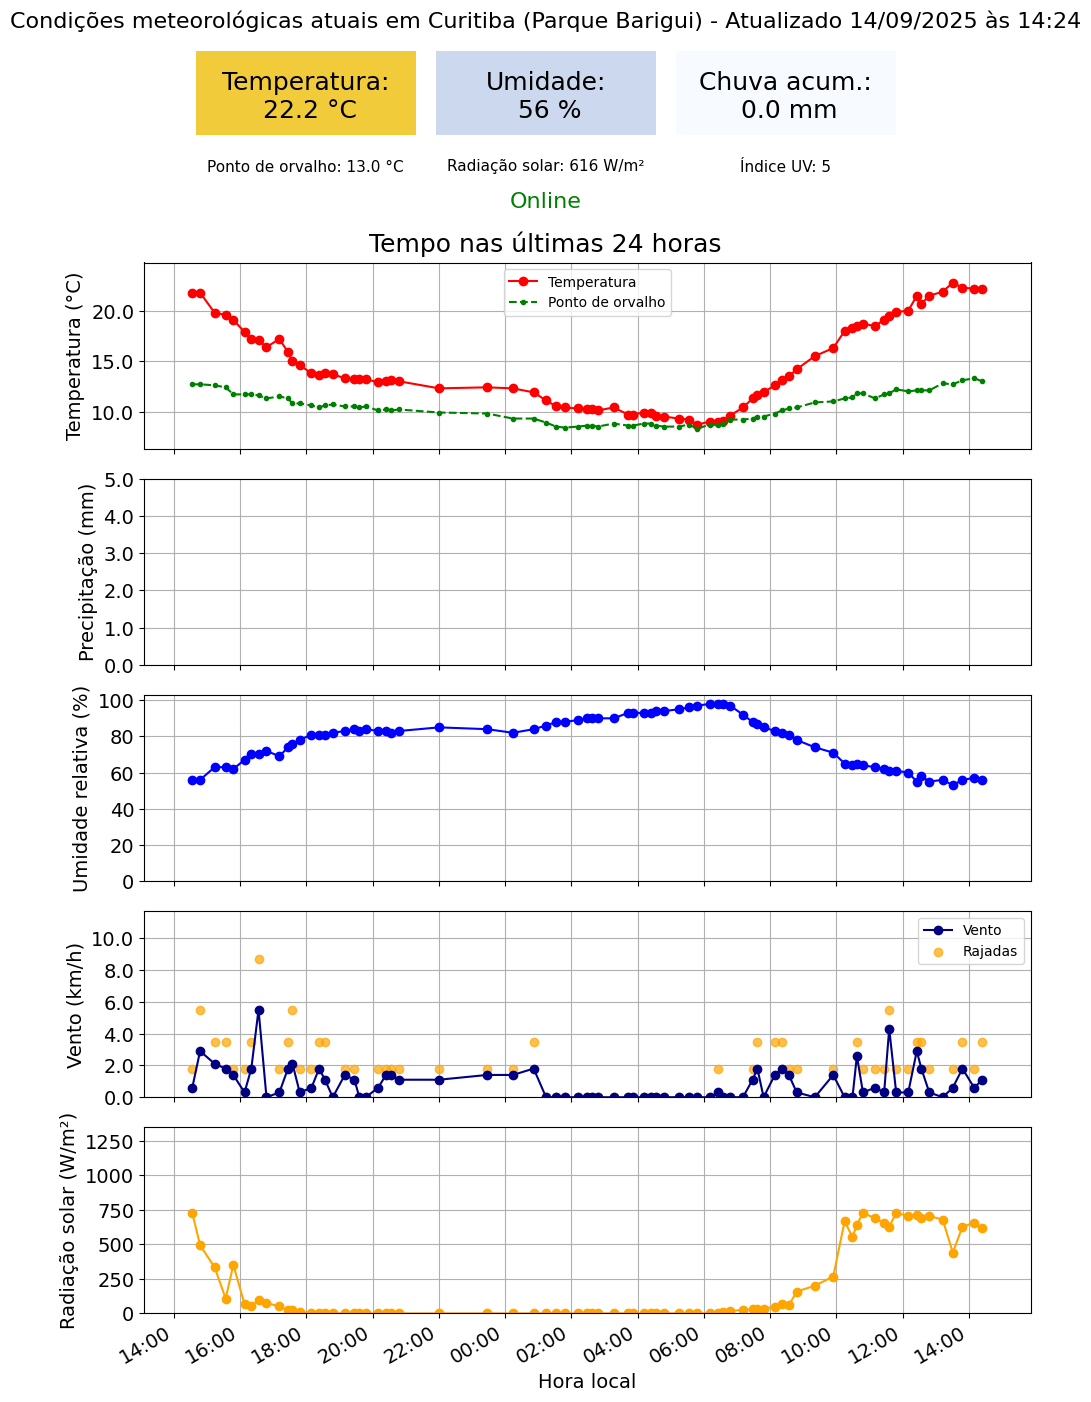 Condições meteorológicas atuais em Curitiba (Parque Barigui) - Atualizado 14/09/2025 às 14:24
Temperatura:
22.2 °C
Umidade:
56 %
Chuva acum.:
0.0 mm
Ponto de orvalho: 13.0 °C
Radiação solar: 616 W/m²
Índice UV: 5
Online
Tempo nas últimas 24 horas
Temperatura (°C)
20.0
15.0
10.0
Temperatura
Ponto de orvalho
Precipitação (mm)
5.0
4.0
3.0
2.0
1.0
0.0
Umidade relativa (%)
100
80
60
40
20
0
Vento (km/h)
10.0
8.0
6.0
4.0
2.0
0.0
Vento
Rajadas
Radiação solar (W/m²)
1250
1000
750
500
250
0
14:00
16:00
18:00
20:00
22:00
00:00
02:00
04:00
06:00
08:00
10:00
12:00
14:00
Hora local